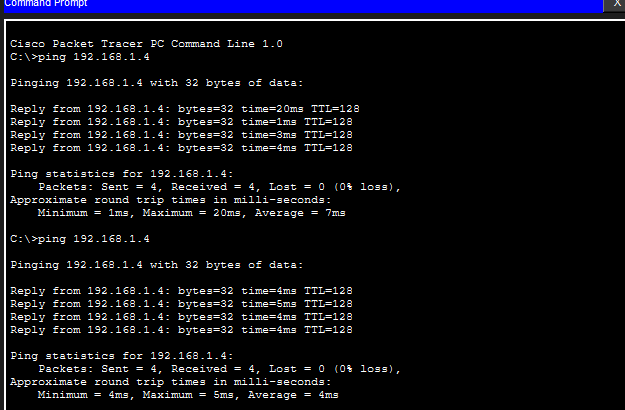 Command Prompt
X
Cisco Packet Tracer PC Command Line 1.0
C:\>ping 192.168.1.4
Pinging 192.168.1.4 with 32 bytes of data:
Reply from 192.168.1.4: bytes=32 time=20ms TTL=128
Reply from 192.168.1.4: bytes=32 time=1ms TTL=128
Reply from 192.168.1.4: bytes=32 time=3ms TTL=128
Reply from 192.168.1.4: bytes=32 time=4ms TTL=128
Ping statistics for 192.168.1.4:
    Packets: Sent = 4, Received = 4, Lost = 0 (0% loss),
Approximate round trip times in milli-seconds:
    Minimum = 1ms, Maximum = 20ms, Average = 7ms
C:\>ping 192.168.1.4
Pinging 192.168.1.4 with 32 bytes of data:
Reply from 192.168.1.4: bytes=32 time=4ms TTL=128
Reply from 192.168.1.4: bytes=32 time=5ms TTL=128
Reply from 192.168.1.4: bytes=32 time=4ms TTL=128
Reply from 192.168.1.4: bytes=32 time=4ms TTL=128
Ping statistics for 192.168.1.4:
    Packets: Sent = 4, Received = 4, Lost = 0 (0% loss),
Approximate round trip times in milli-seconds:
    Minimum = 4ms, Maximum = 5ms, Average = 4ms